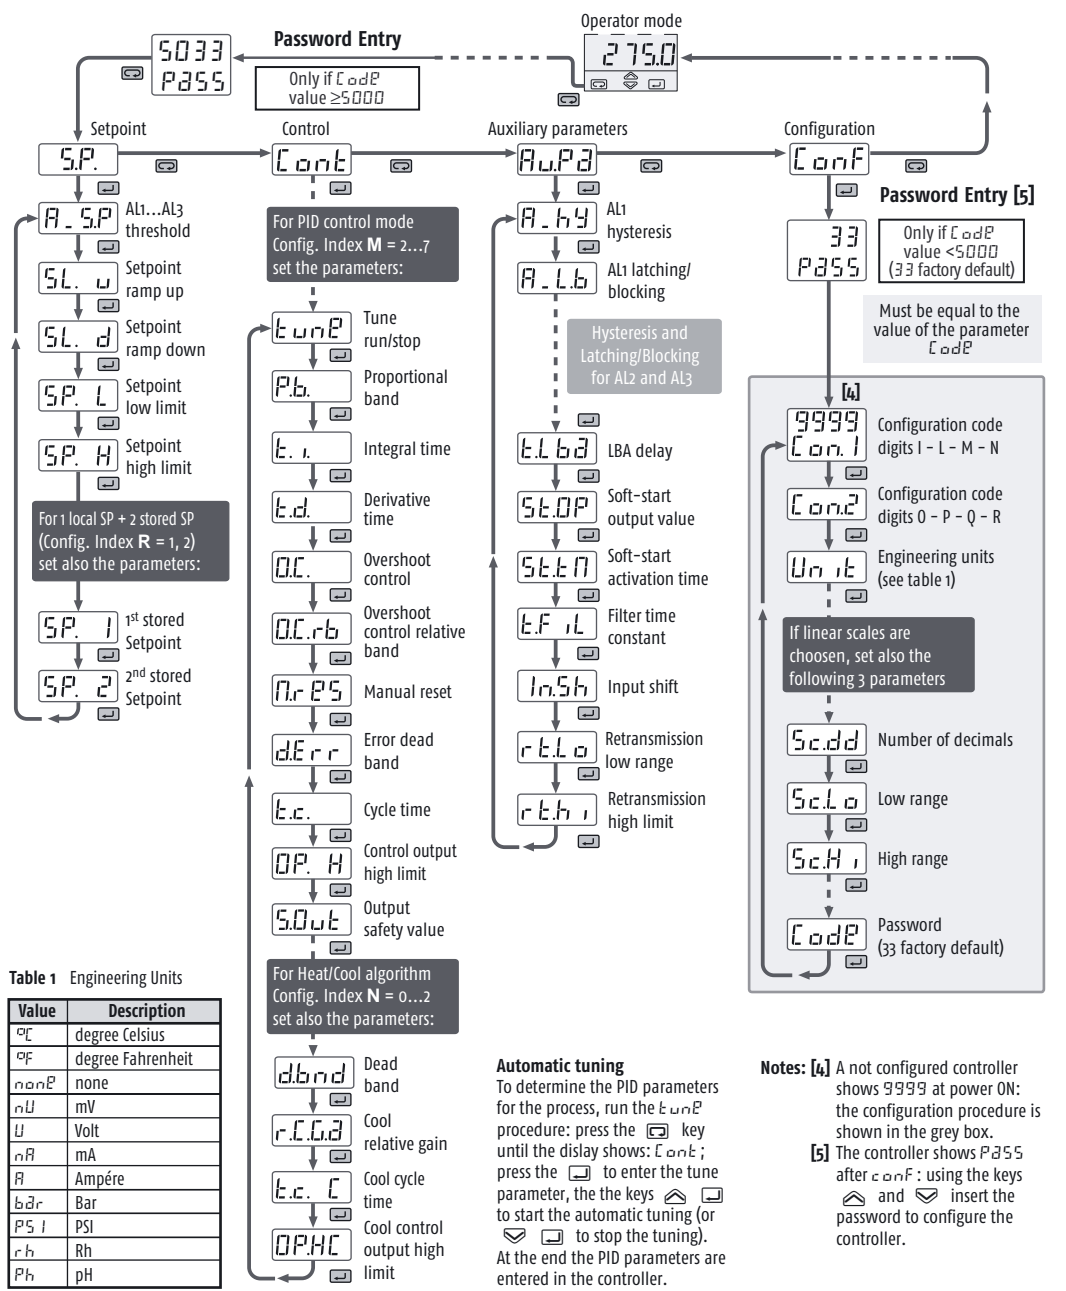 Operator mode
275.0
5033
Pass
Password Entry
Only if Code
value ≥5000
Setpoint
S.P.
A_S.P
AL1...AL3
threshold
SL. u
Setpoint
ramp up
SL. d
Setpoint
ramp down
SP. L
Setpoint
low limit
SP. H
Setpoint
high limit
For 1 local SP + 2 stored SP
(Config. Index R = 1, 2)
set also the parameters:
SP. 1
1st stored
Setpoint
SP. 2
2nd stored
Setpoint
Control
Cont
For PID control mode
Config. Index M = 2...7
set the parameters:
tune
Tune
run/stop
P.b.
Proportional
band
t.i.
Integral time
t.d.
Derivative
time
O.C.
Overshoot
control
O.C.rb
Overshoot
control relative
band
M.res
Manual reset
d.Err
Error dead
band
t.c.
Cycle time
OP. H
Control output
high limit
S.Out
Output
safety value
For Heat/Cool algorithm
Config. Index N = 0...2
set also the parameters:
d.bnd
Dead
band
r.C.G.a
Cool
relative gain
t.c. C
Cool cycle
time
OP.HC
Cool control
output high
limit
Auxiliary parameters
Au.Pa
A_hy
AL1
hysteresis
A_L.b
AL1 latching/
blocking
Hysteresis and
Latching/Blocking
for AL2 and AL3
t.Lba
LBA delay
St.OP
Soft-start
output value
St.tM
Soft-start
activation time
t.Fil
Filter time
constant
In.Sh
Input shift
rt.Lo
Retransmission
low range
rt.hi
Retransmission
high limit
Configuration
ConF
Password Entry [5]
33
Pass
Only if Code
value <5000
(33 factory default)
Must be equal to the
value of the parameter
Code
[4]
9999
Con.1
Configuration code
digits I - L - M - N
Con.2
Configuration code
digits O - P - Q - R
Unit
Engineering units
(see table 1)
If linear scales are
choosen, set also the
following 3 parameters
Sc.dd
Number of decimals
Sc.Lo
Low range
Sc.Hi
High range
Code
Password
(33 factory default)
Table 1 Engineering Units
Value Description
°C degree Celsius
°F degree Fahrenheit
none none
nU mV
U Volt
nA mA
A Ampére
bar Bar
PSI PSI
rh Rh
Ph pH
Automatic tuning
To determine the PID parameters
for the process, run the tune
procedure: press the key
until the dislay shows: Cont;
press the to enter the tune
parameter, the the keys
to start the automatic tuning (or
to stop the tuning).
At the end the PID parameters are
entered in the controller.
Notes: [4] A not configured controller
shows 9999 at power ON:
the configuration procedure is
shown in the grey box.
[5] The controller shows Pass
after conF: using the keys
and insert the
password to configure the
controller.